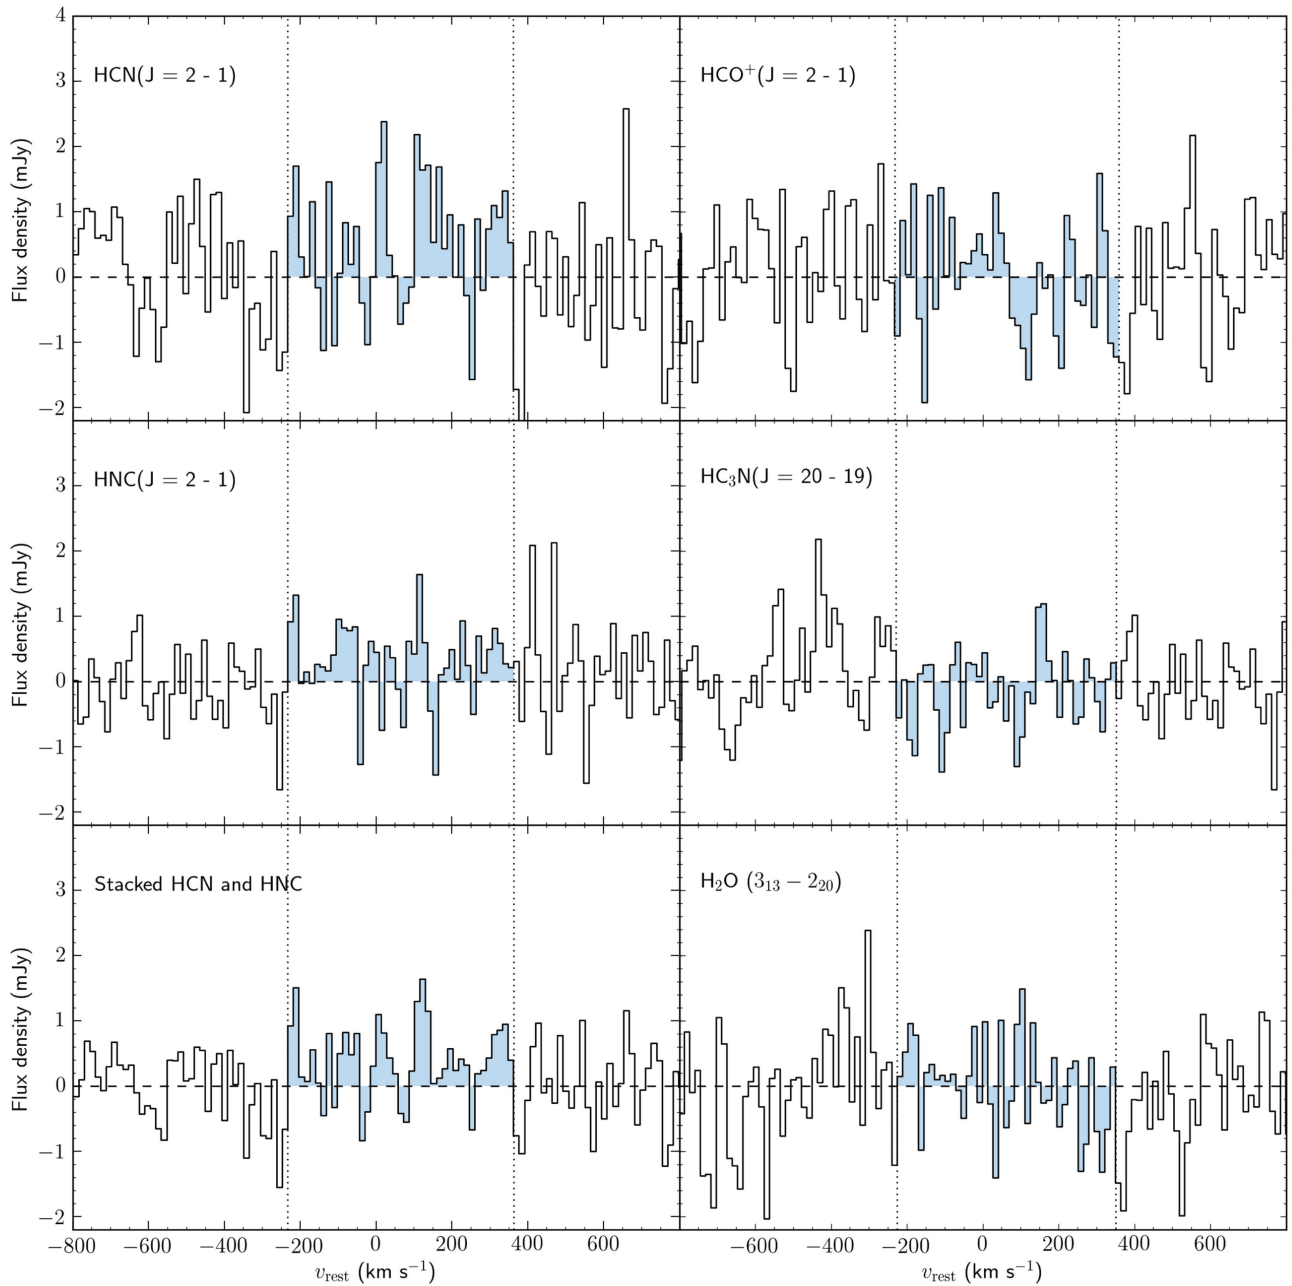 4
3
2
1
0
−1
−2
Flux density (mJy)
HCN(J = 2 - 1)
HCO⁺(J = 2 - 1)
3
2
1
0
−1
−2
Flux density (mJy)
HNC(J = 2 - 1)
HC₃N(J = 20 - 19)
3
2
1
0
−1
−2
Flux density (mJy)
Stacked HCN and HNC
H₂O (3₁₃ − 2₂₀)
−800 −600 −400 −200 0 200 400 600
−600 −400 −200 0 200 400 600
v_rest (km s⁻¹)
v_rest (km s⁻¹)